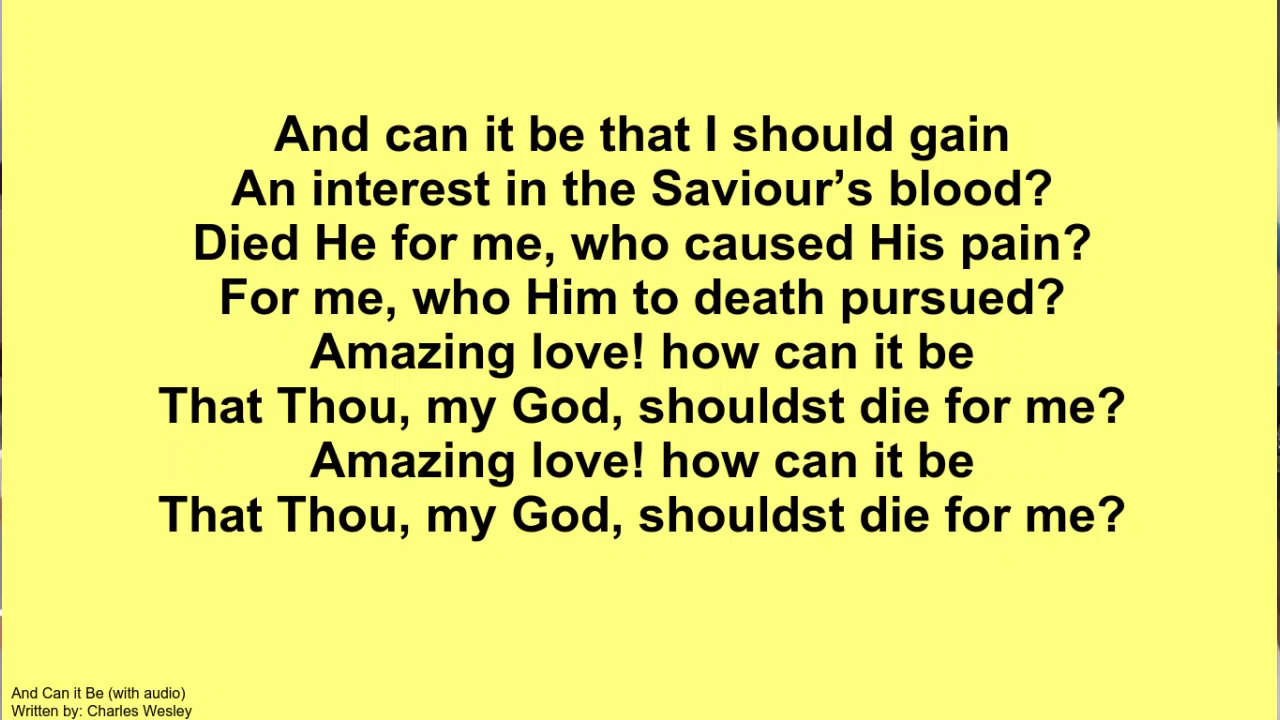 And can it be that I should gain
An interest in the Saviour’s blood?
Died He for me, who caused His pain?
For me, who Him to death pursued?
Amazing love! how can it be
That Thou, my God, shouldst die for me?
Amazing love! how can it be
That Thou, my God, shouldst die for me?
And Can it Be (with audio)
Written by: Charles Wesley